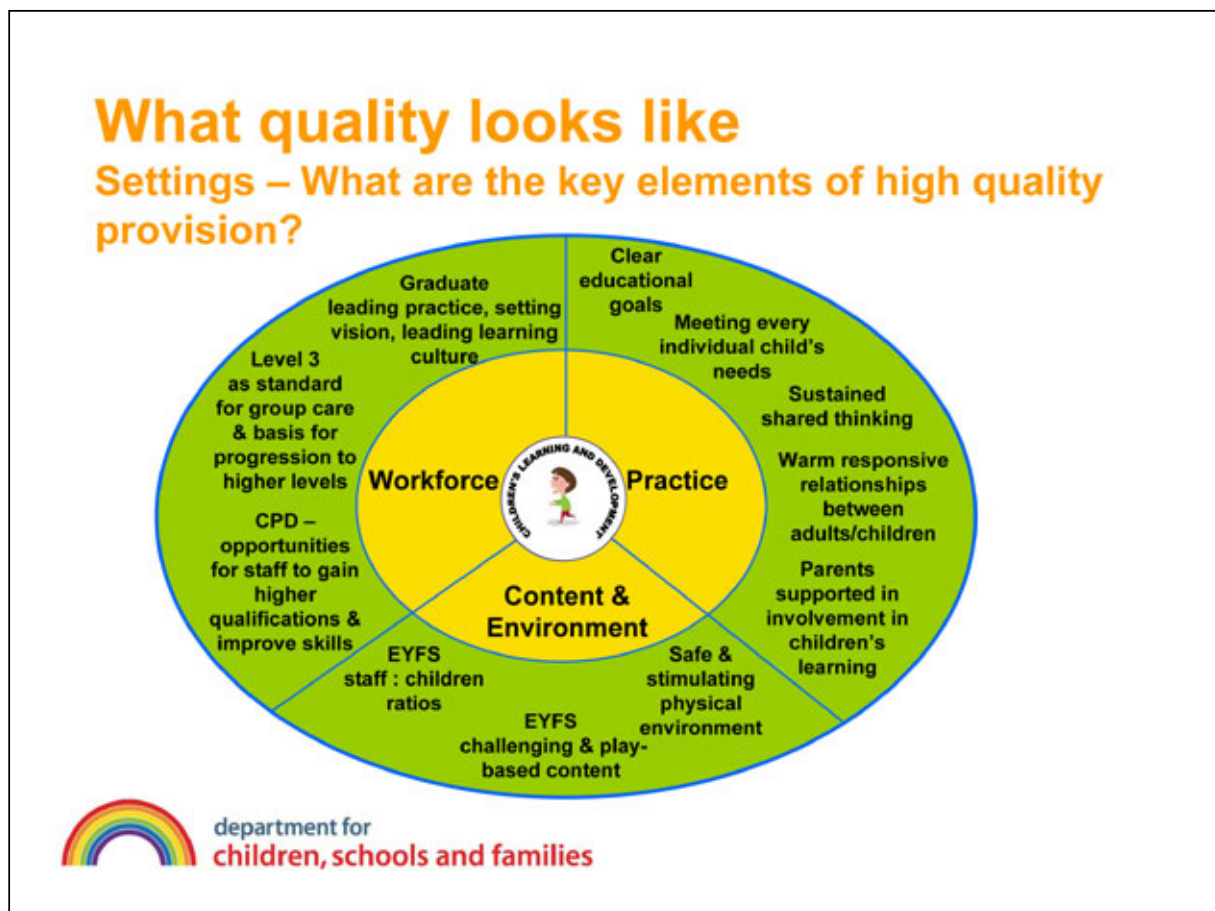 What quality looks like
Settings – What are the key elements of high quality
provision?
Graduate
leading practice, setting
vision, leading learning
culture
Level 3
as standard
for group care
& basis for
progression to
higher levels
CPD –
opportunities
for staff to gain
higher
qualifications &
improve skills
Clear
educational
goals
Meeting every
individual child's
needs
Sustained
shared thinking
Warm responsive
relationships
between
adults/children
Parents
supported in
involvement in
children's
learning
Workforce
CHILDREN'S LEARNING AND DEVELOPMENT
Practice
Content &
Environment
EYFS
staff : children
ratios
EYFS
challenging & play-
based content
Safe &
stimulating
physical
environment
department for
children, schools and families